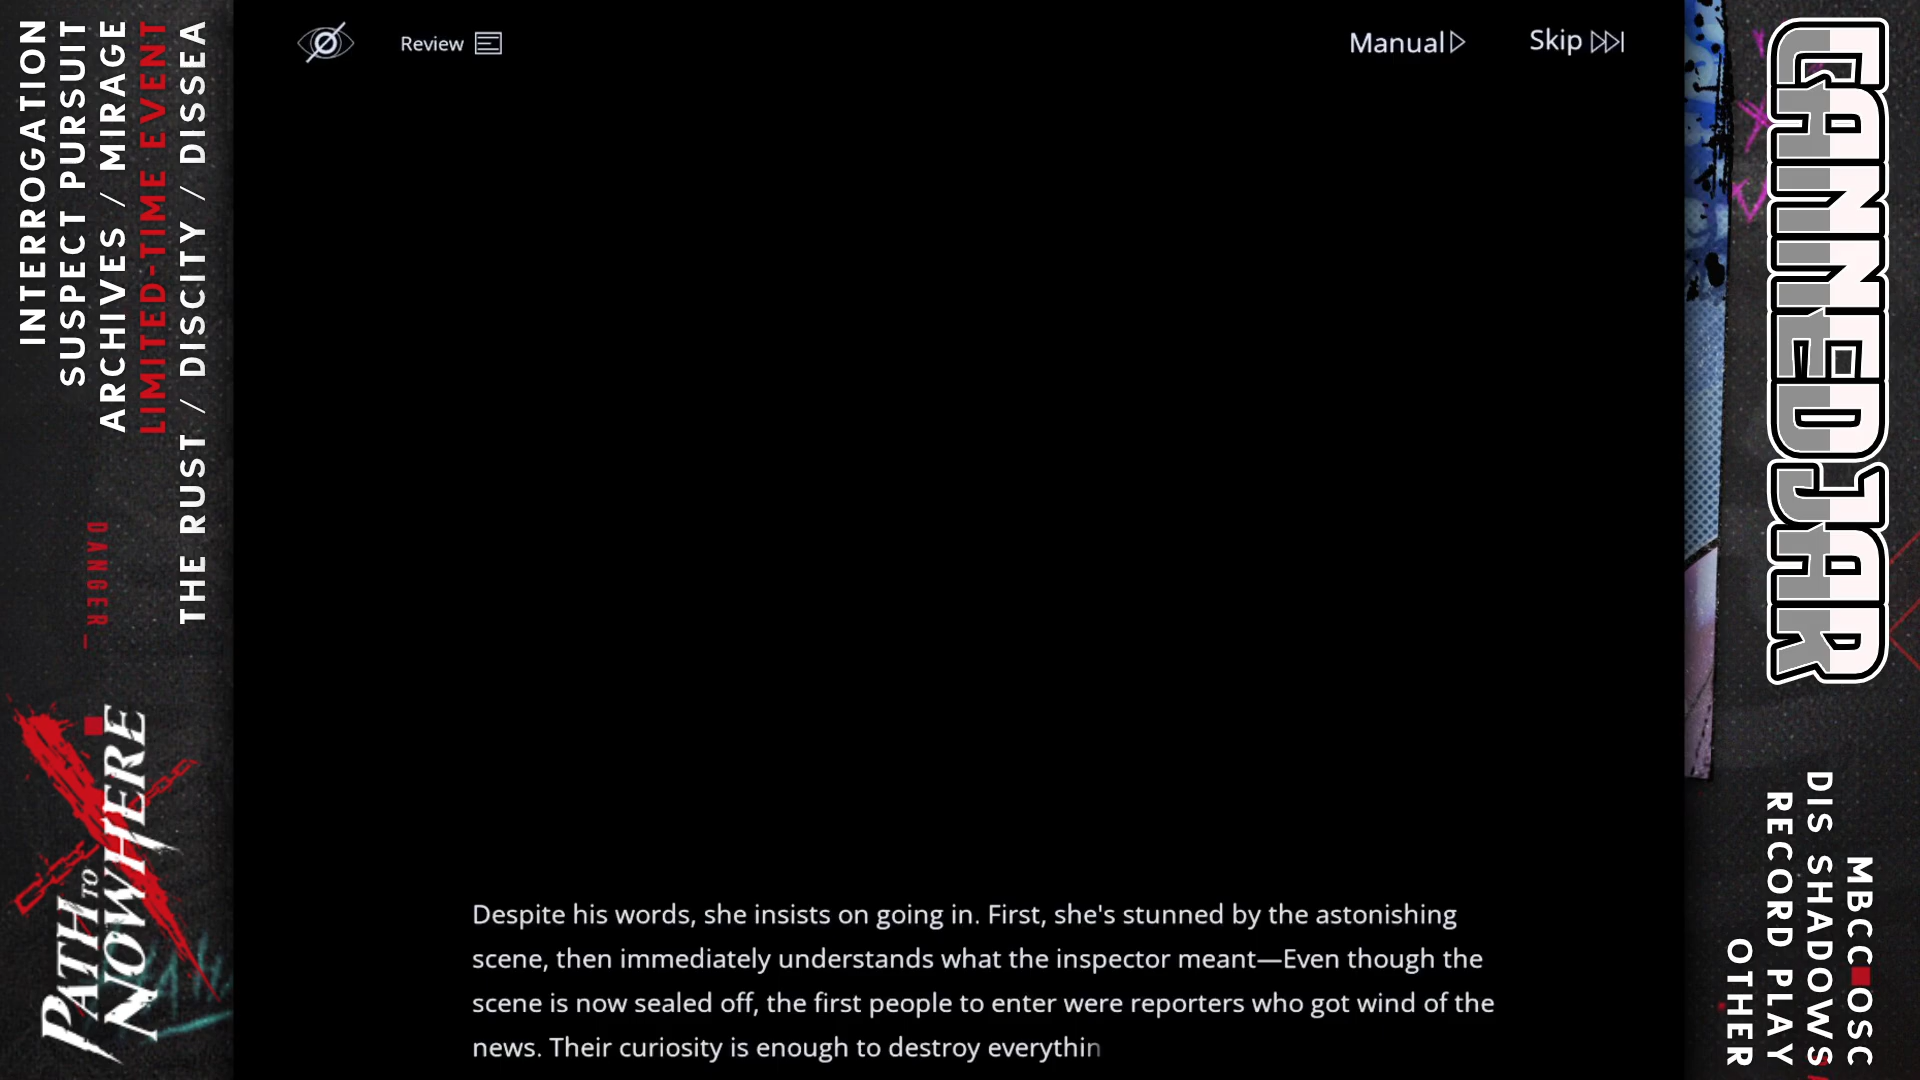 INTERROGATION
SUSPECT PURSUIT
ARCHIVES / MIRAGE
LIMITED-TIME EVENT
THE RUST / DISCITY / DISSEA
DANGER_
PATH TO
NOWHERE
Review
Manual
Skip
Despite his words, she insists on going in. First, she's stunned by the astonishing
scene, then immediately understands what the inspector meant—Even though the
scene is now sealed off, the first people to enter were reporters who got wind of the
news. Their curiosity is enough to destroy everythin
CANNEDJAR
MBCC■OSC
DIS SHADOWS
RECORD PLAY
OTHER